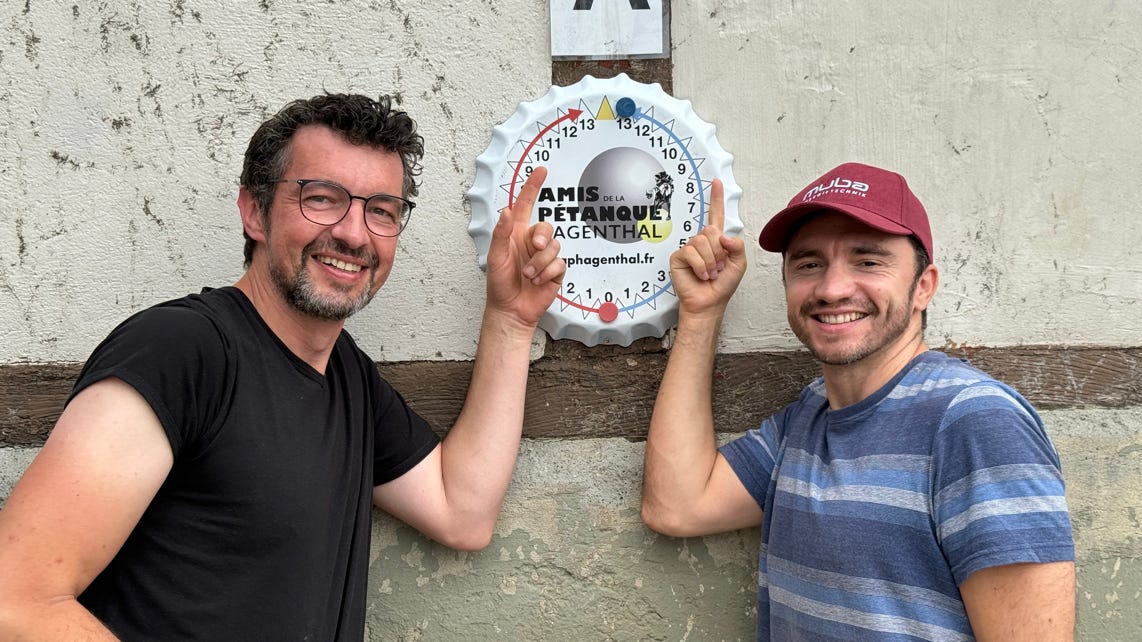 13 13
12 12
11 11
10 10
9 9
8
7
6
5
AMIS DE LA
PÉTANQUE
AGENTHAL
aphagenthal.fr
3
2 1 0 1 2
muba